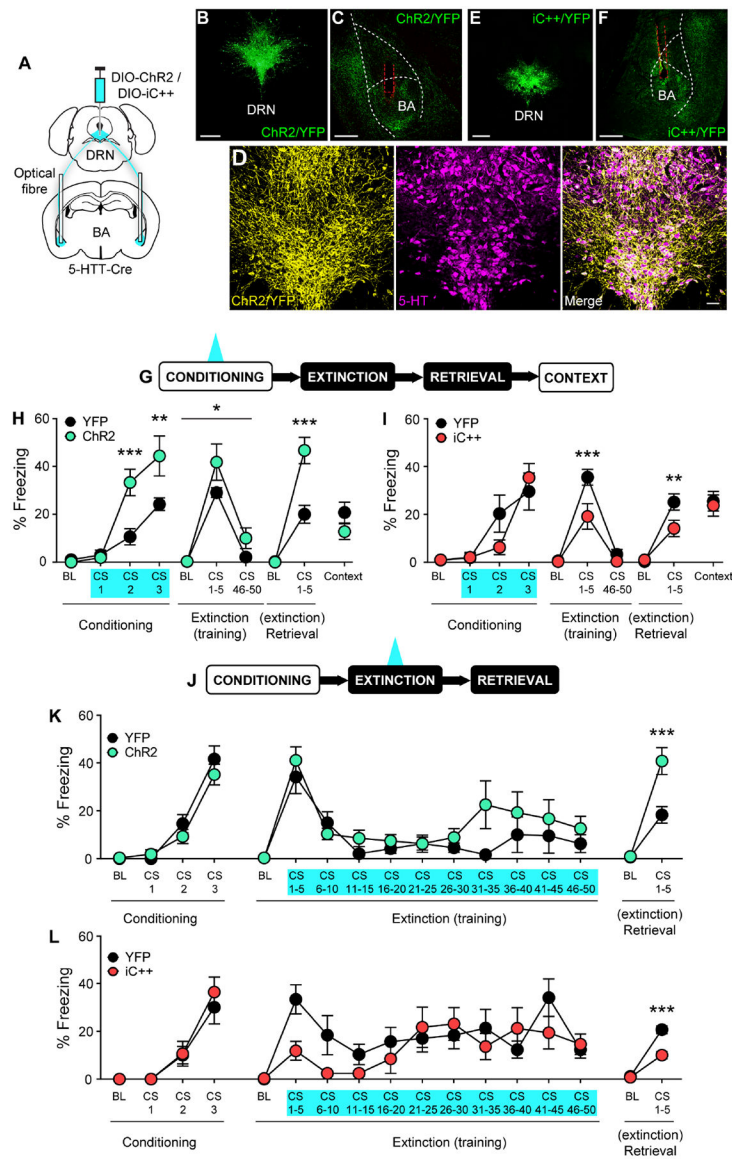 A
DIO-ChR2 /
DIO-iC++
DRN
Optical
fibre
BA
5-HTT-Cre
B
DRN
ChR2/YFP
C
ChR2/YFP
BA
E
iC++/YFP
DRN
F
BA
iC++/YFP
D
ChR2/YFP
5-HT
Merge
G
CONDITIONING
EXTINCTION
RETRIEVAL
CONTEXT
H
YFP
ChR2
*
***
**
***
% Freezing
60
40
20
0
BL CS CS CS BL CS CS BL CS Context
1 2 3 1-5 46-50 1-5
Conditioning Extinction (extinction)
(training) Retrieval
I
YFP
iC++
***
**
% Freezing
60
40
20
0
BL CS CS CS BL CS CS BL CS Context
1 2 3 1-5 46-50 1-5
Conditioning Extinction (extinction)
(training) Retrieval
J
CONDITIONING
EXTINCTION
RETRIEVAL
K
YFP
ChR2
***
% Freezing
60
40
20
0
BL CS CS CS BL CS CS CS CS CS CS CS CS CS CS BL CS
1 2 3 1-5 6-10 11-15 16-20 21-25 26-30 31-35 36-40 41-45 46-50 1-5
Conditioning Extinction (training) (extinction)
Retrieval
L
YFP
iC++
***
% Freezing
60
40
20
0
BL CS CS CS BL CS CS CS CS CS CS CS CS CS CS BL CS
1 2 3 1-5 6-10 11-15 16-20 21-25 26-30 31-35 36-40 41-45 46-50 1-5
Conditioning Extinction (training) (extinction)
Retrieval